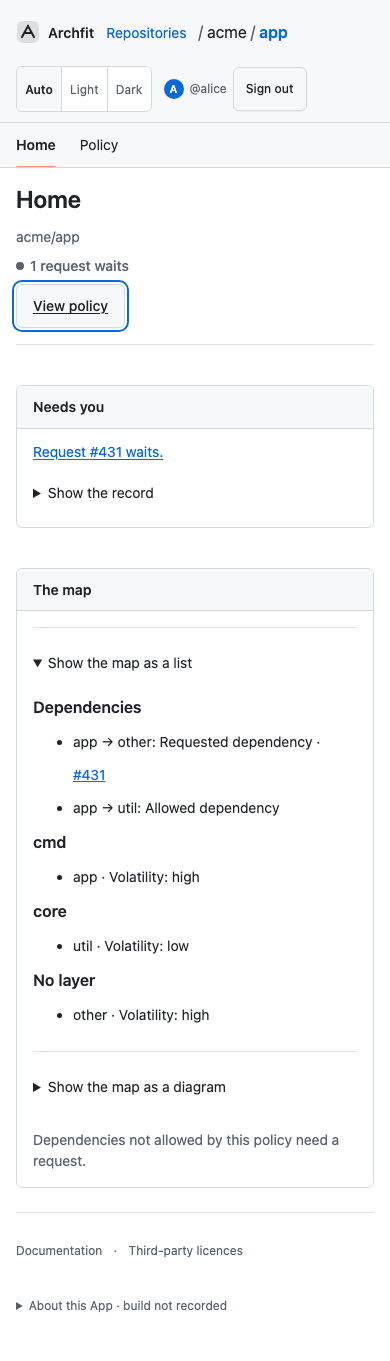 Archfit Repositories / acme / app
Auto Light Dark A @alice Sign out
Home Policy
Home
acme/app
1 request waits
View policy
Needs you
Request #431 waits.
Show the record
The map
Show the map as a list
Dependencies
app → other: Requested dependency ·
#431
app → util: Allowed dependency
cmd
app · Volatility: high
core
util · Volatility: low
No layer
other · Volatility: high
Show the map as a diagram
Dependencies not allowed by this policy need a
request.
Documentation · Third-party licences
About this App · build not recorded